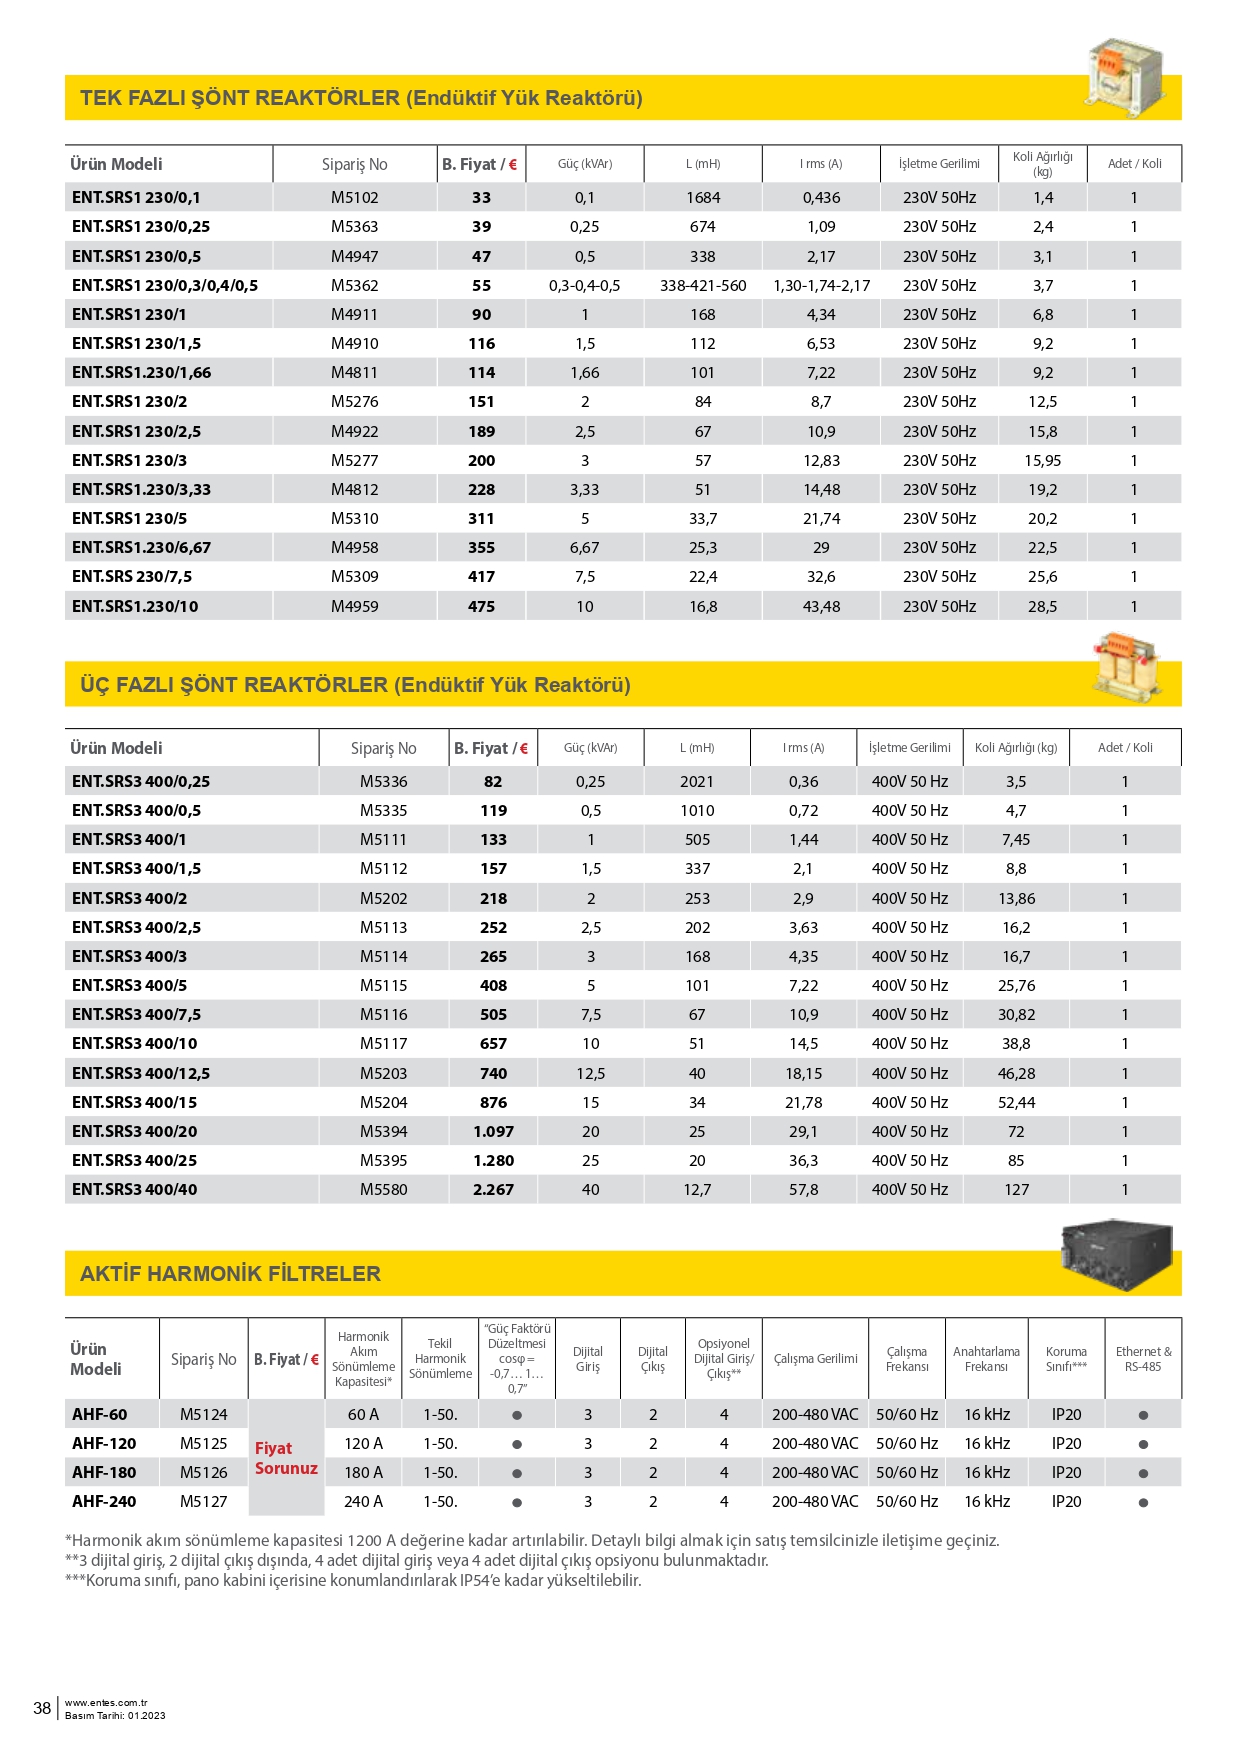 TEK FAZLI ŞÖNT REAKTÖRLER (Endüktif Yük Reaktörü)
Ürün Modeli Sipariş No B. Fiyat / € Güç (kVAr) L (mH) I rms (A) İşletme Gerilimi Koli Ağırlığı (kg) Adet / Koli
ENT.SRS1 230/0,1 M5102 33 0,1 1684 0,436 230V 50Hz 1,4 1
ENT.SRS1 230/0,25 M5363 39 0,25 674 1,09 230V 50Hz 2,4 1
ENT.SRS1 230/0,5 M4947 47 0,5 338 2,17 230V 50Hz 3,1 1
ENT.SRS1 230/0,3/0,4/0,5 M5362 55 0,3-0,4-0,5 338-421-560 1,30-1,74-2,17 230V 50Hz 3,7 1
ENT.SRS1 230/1 M4911 90 1 168 4,34 230V 50Hz 6,8 1
ENT.SRS1 230/1,5 M4910 116 1,5 112 6,53 230V 50Hz 9,2 1
ENT.SRS1.230/1,66 M4811 114 1,66 101 7,22 230V 50Hz 9,2 1
ENT.SRS1 230/2 M5276 151 2 84 8,7 230V 50Hz 12,5 1
ENT.SRS1 230/2,5 M4922 189 2,5 67 10,9 230V 50Hz 15,8 1
ENT.SRS1 230/3 M5277 200 3 57 12,83 230V 50Hz 15,95 1
ENT.SRS1.230/3,33 M4812 228 3,33 51 14,48 230V 50Hz 19,2 1
ENT.SRS1 230/5 M5310 311 5 33,7 21,74 230V 50Hz 20,2 1
ENT.SRS1.230/6,67 M4958 355 6,67 25,3 29 230V 50Hz 22,5 1
ENT.SRS 230/7,5 M5309 417 7,5 22,4 32,6 230V 50Hz 25,6 1
ENT.SRS1.230/10 M4959 475 10 16,8 43,48 230V 50Hz 28,5 1
ÜÇ FAZLI ŞÖNT REAKTÖRLER (Endüktif Yük Reaktörü)
Ürün Modeli Sipariş No B. Fiyat / € Güç (kVAr) L (mH) I rms (A) İşletme Gerilimi Koli Ağırlığı (kg) Adet / Koli
ENT.SRS3 400/0,25 M5336 82 0,25 2021 0,36 400V 50 Hz 3,5 1
ENT.SRS3 400/0,5 M5335 119 0,5 1010 0,72 400V 50 Hz 4,7 1
ENT.SRS3 400/1 M5111 133 1 505 1,44 400V 50 Hz 7,45 1
ENT.SRS3 400/1,5 M5112 157 1,5 337 2,1 400V 50 Hz 8,8 1
ENT.SRS3 400/2 M5202 218 2 253 2,9 400V 50 Hz 13,86 1
ENT.SRS3 400/2,5 M5113 252 2,5 202 3,63 400V 50 Hz 16,2 1
ENT.SRS3 400/3 M5114 265 3 168 4,35 400V 50 Hz 16,7 1
ENT.SRS3 400/5 M5115 408 5 101 7,22 400V 50 Hz 25,76 1
ENT.SRS3 400/7,5 M5116 505 7,5 67 10,9 400V 50 Hz 30,82 1
ENT.SRS3 400/10 M5117 657 10 51 14,5 400V 50 Hz 38,8 1
ENT.SRS3 400/12,5 M5203 740 12,5 40 18,15 400V 50 Hz 46,28 1
ENT.SRS3 400/15 M5204 876 15 34 21,78 400V 50 Hz 52,44 1
ENT.SRS3 400/20 M5394 1.097 20 25 29,1 400V 50 Hz 72 1
ENT.SRS3 400/25 M5395 1.280 25 20 36,3 400V 50 Hz 85 1
ENT.SRS3 400/40 M5580 2.267 40 12,7 57,8 400V 50 Hz 127 1
AKTİF HARMONİK FİLTRELER
Ürün Modeli Sipariş No B. Fiyat / € Harmonik Akım Sönümleme Kapasitesi* Tekil Harmonik Sönümleme "Güç Faktörü Düzeltmesi cosφ = -0,7… 1… 0,7" Dijital Giriş Dijital Çıkış Opsiyonel Dijital Giriş/ Çıkış** Çalışma Gerilimi Çalışma Frekansı Anahtarlama Frekansı Koruma Sınıfı*** Ethernet & RS-485
AHF-60 M5124 60 A 1-50. ● 3 2 4 200-480 VAC 50/60 Hz 16 kHz IP20 ●
AHF-120 M5125 Fiyat Sorunuz 120 A 1-50. ● 3 2 4 200-480 VAC 50/60 Hz 16 kHz IP20 ●
AHF-180 M5126 180 A 1-50. ● 3 2 4 200-480 VAC 50/60 Hz 16 kHz IP20 ●
AHF-240 M5127 240 A 1-50. ● 3 2 4 200-480 VAC 50/60 Hz 16 kHz IP20 ●
*Harmonik akım sönümleme kapasitesi 1200 A değerine kadar artırılabilir. Detaylı bilgi almak için satış temsilcinizle iletişime geçiniz.
**3 dijital giriş, 2 dijital çıkış dışında, 4 adet dijital giriş veya 4 adet dijital çıkış opsiyonu bulunmaktadır.
***Koruma sınıfı, pano kabini içerisine konumlandırılarak IP54'e kadar yükseltilebilir.
38
www.entes.com.tr
Basım Tarihi: 01.2023